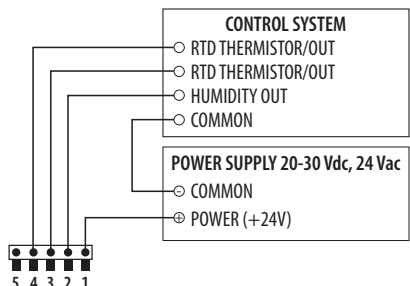 CONTROL SYSTEM
RTD THERMISTOR/OUT
RTD THERMISTOR/OUT
HUMIDITY OUT
COMMON
POWER SUPPLY 20-30 Vdc, 24 Vac
- COMMON
+ POWER (+24V)
5 4 3 2 1